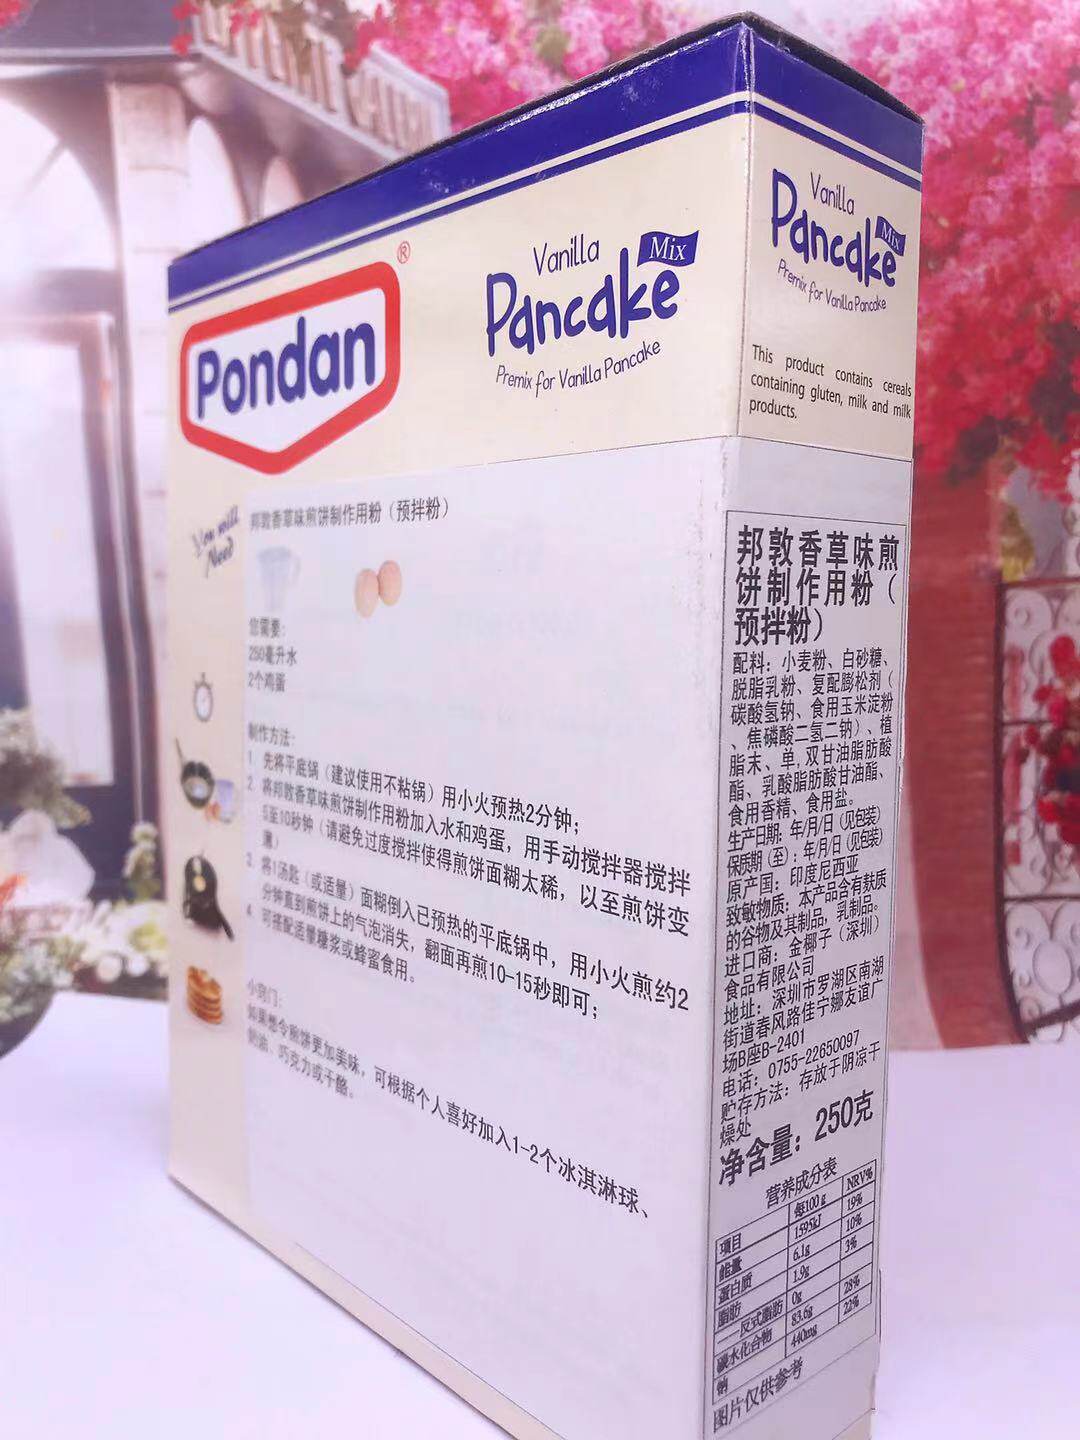 Pondan
®
Vanilla
Pancake
Mix
Premix for Vanilla Pancake
You will
Need
邦敦香草味煎饼制作用粉（预拌粉）
您需要:
250毫升水
2个鸡蛋
制作方法:
1. 先将平底锅（建议使用不粘锅）用小火预热2分钟；
2. 将邦敦香草味煎饼制作用粉加入水和鸡蛋，用手动搅拌器搅拌
5至10秒钟（请避免过度搅拌使得煎饼面糊太稀，以至煎饼变
薄）
3. 将1汤匙（或适量）面糊倒入已预热的平底锅中，用小火煎约2
分钟直到煎饼上的气泡消失，翻面再煎10-15秒即可；
4. 可搭配适量糖浆或蜂蜜食用。
小窍门:
如果想令煎饼更加美味，可根据个人喜好加入1-2个冰淇淋球、
奶油、巧克力或干酪。
Vanilla
Pancake
Mix
Premix for Vanilla Pancake
This product contains cereals
containing gluten, milk and milk
products.
邦敦香草味煎
饼制作用粉（
预拌粉）
配料：小麦粉、白砂糖、
脱脂乳粉、复配膨松剂（
碳酸氢钠、食用玉米淀粉
、焦磷酸二氢二钠）、植
脂末、单,双甘油脂肪酸
酯、乳酸脂肪酸甘油酯、
食用香精、食用盐。
生产日期：年/月/日（见包装）
保质期（至）：年/月/日（见包装）
原产国：印度尼西亚
致敏物质：本产品含有麸质
的谷物及其制品，乳制品。
进口商：金椰子（深圳）
食品有限公司
地址：深圳市罗湖区南湖
街道春风路佳宁娜友谊广
场B座B-2401
电话：0755-22650097
贮存方法：存放于阴凉干
燥处
净含量：250克
营养成分表
项目 每100g NRV%
能量 1595kJ 19%
蛋白质 6.1g 10%
脂肪 1.9g 3%
——反式脂肪 0g
碳水化合物 83.6g 28%
钠 440mg 22%
图片仅供参考